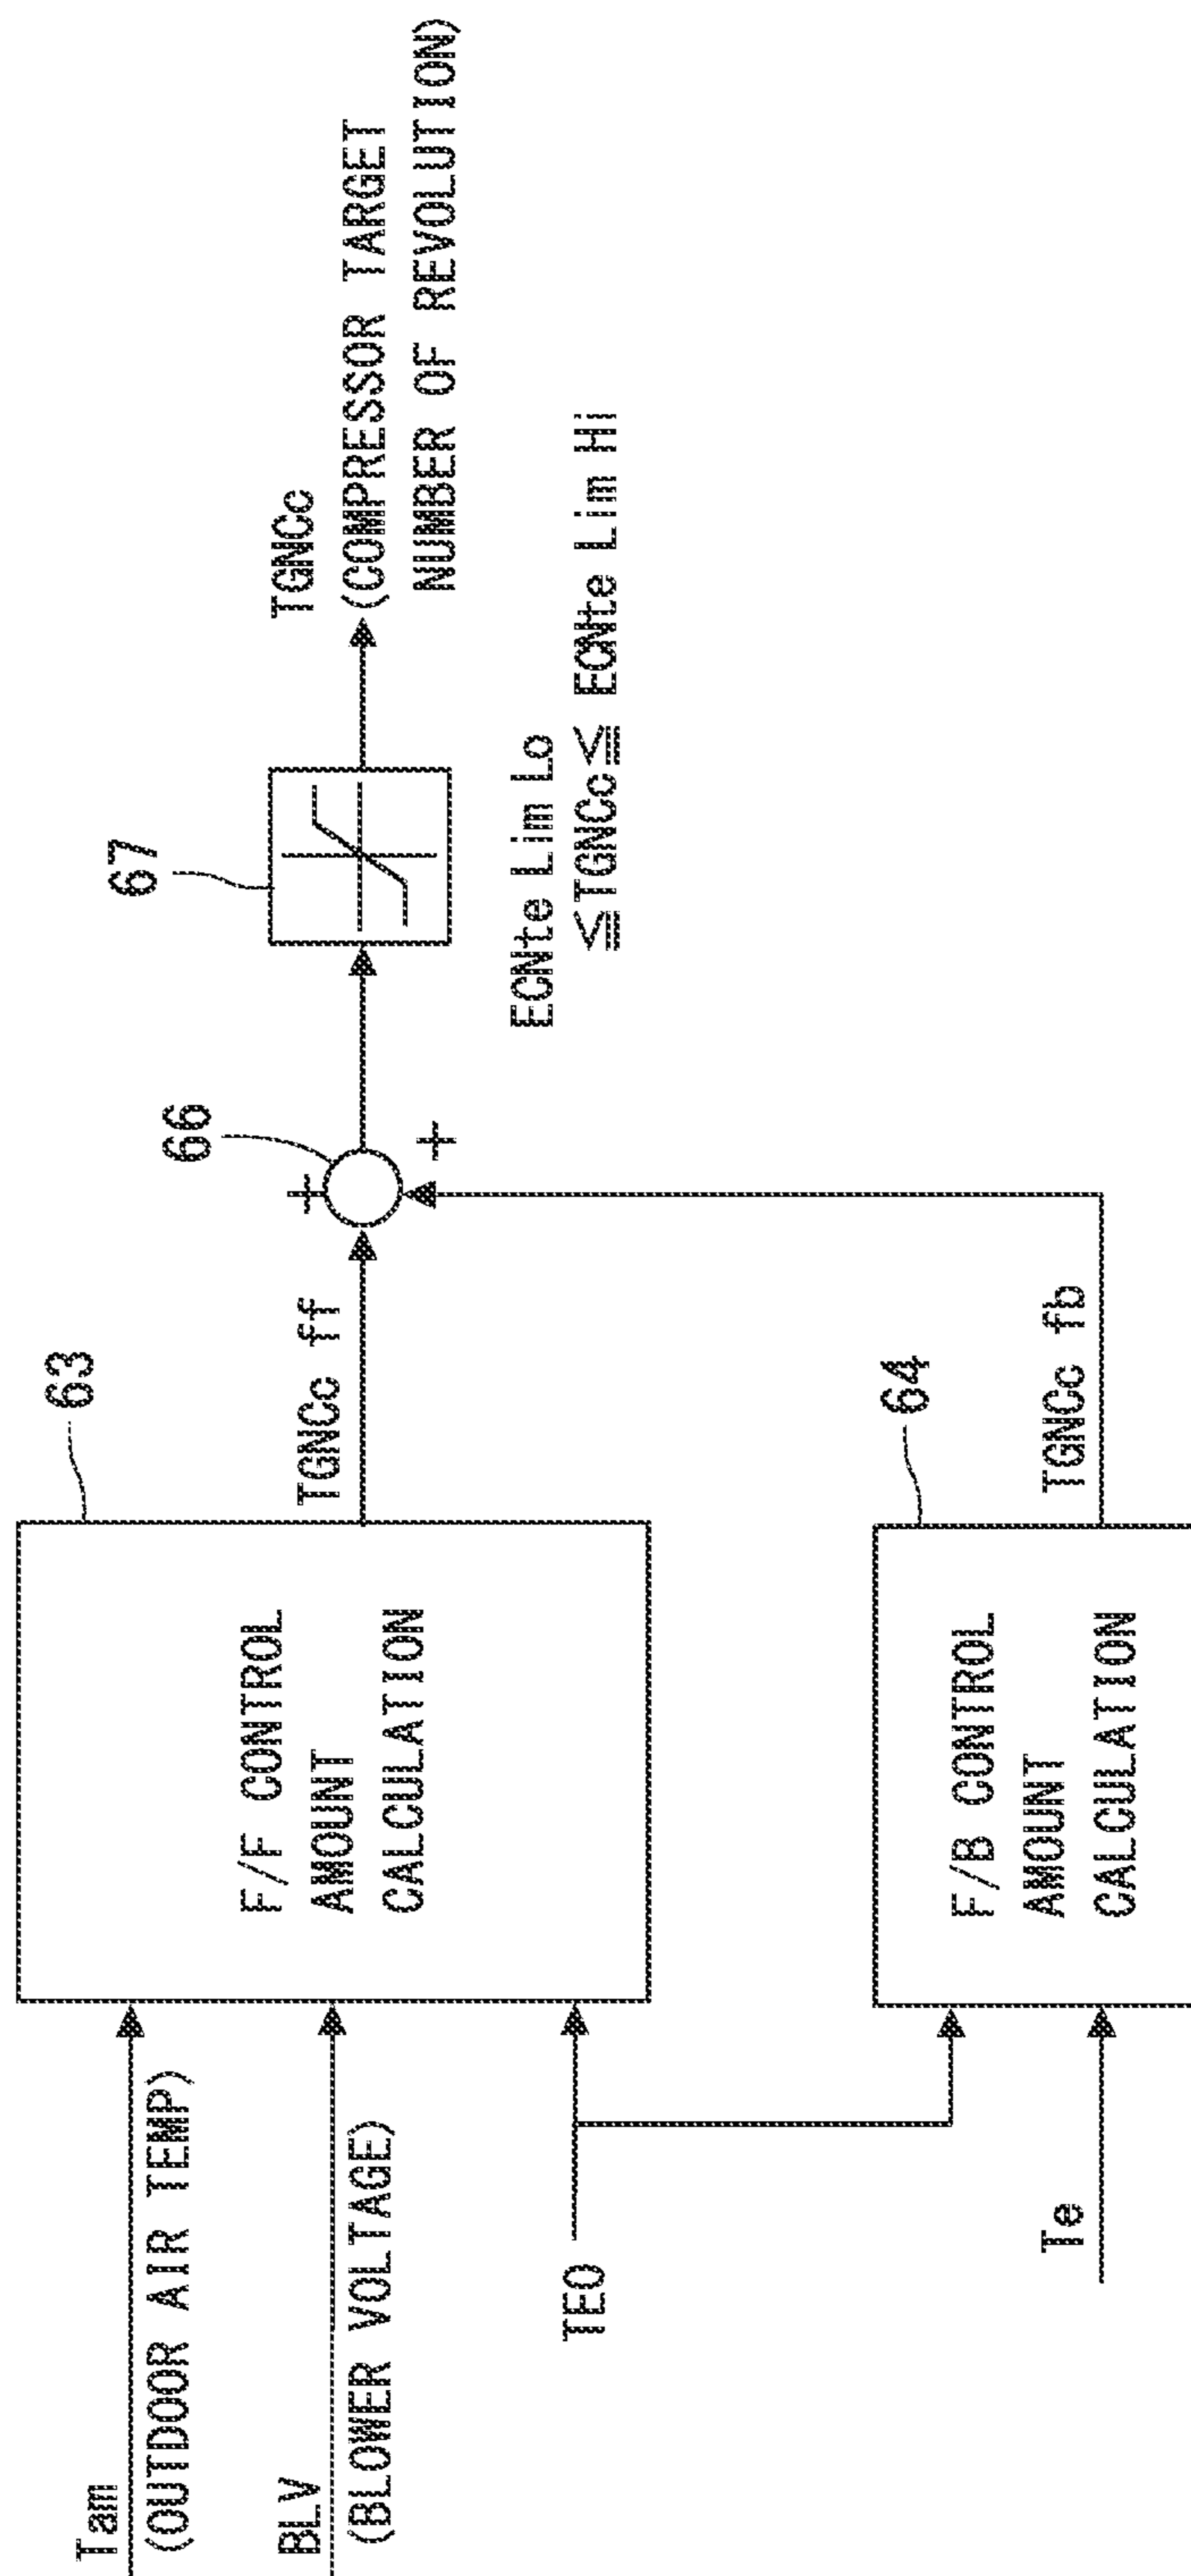 Tam
(OUTDOOR AIR TEMP)
BLV
(BLOWER VOLTAGE)
TEO
Te
63
F/F CONTROL
AMOUNT
CALCULATION
64
F/B CONTROL
AMOUNT
CALCULATION
TGNCc ff
TGNCc fb
66
+
+
67
ECNte Lim Lo
≦TGNCc≦ ECNte Lim Hi
TGNCc
(COMPRESSOR TARGET
NUMBER OF REVOLUTION)